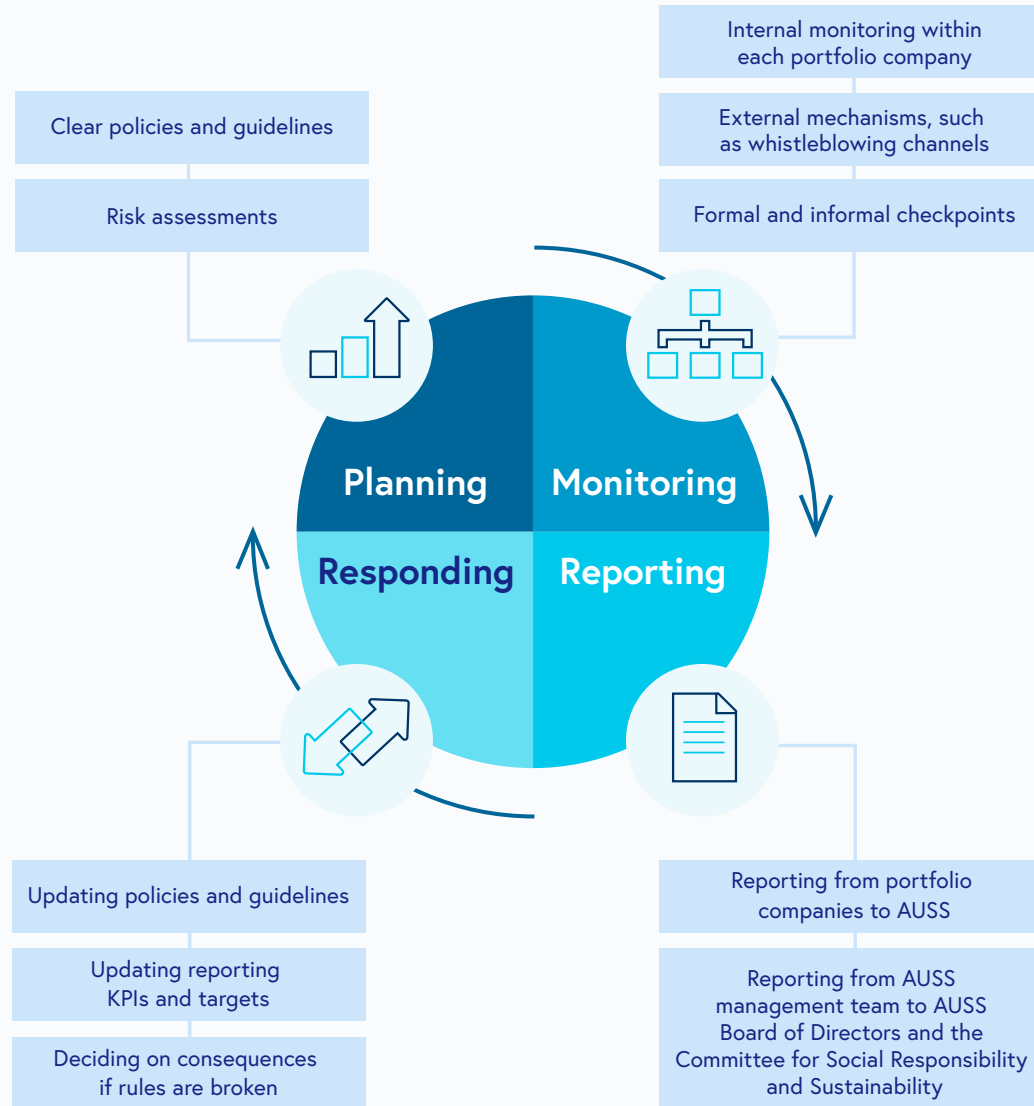 Clear policies and guidelines
Risk assessments
Internal monitoring within
each portfolio company
External mechanisms, such
as whistleblowing channels
Formal and informal checkpoints
Planning
Monitoring
Responding
Reporting
Updating policies and guidelines
Updating reporting
KPIs and targets
Deciding on consequences
if rules are broken
Reporting from portfolio
companies to AUSS
Reporting from AUSS
management team to AUSS
Board of Directors and the
Committee for Social Responsibility
and Sustainability